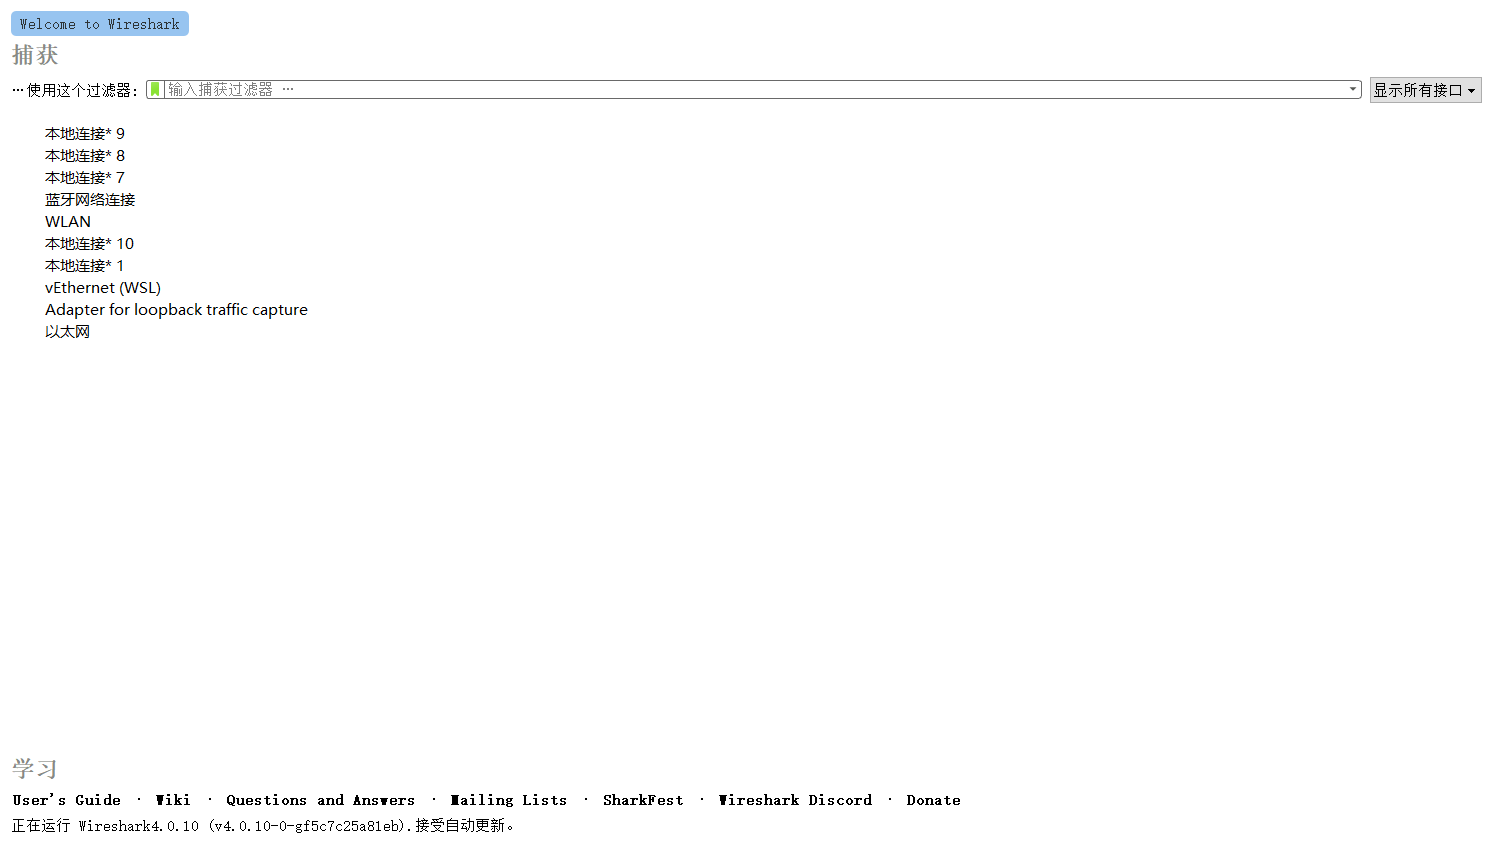 Welcome to Wireshark
捕获
…使用这个过滤器：输入捕获过滤器 … 显示所有接口
本地连接* 9
本地连接* 8
本地连接* 7
蓝牙网络连接
WLAN
本地连接* 10
本地连接* 1
vEthernet (WSL)
Adapter for loopback traffic capture
以太网
学习
User's Guide · Wiki · Questions and Answers · Mailing Lists · SharkFest · Wireshark Discord · Donate
正在运行 Wireshark4.0.10 (v4.0.10-0-gf5c7c25a81eb).接受自动更新。